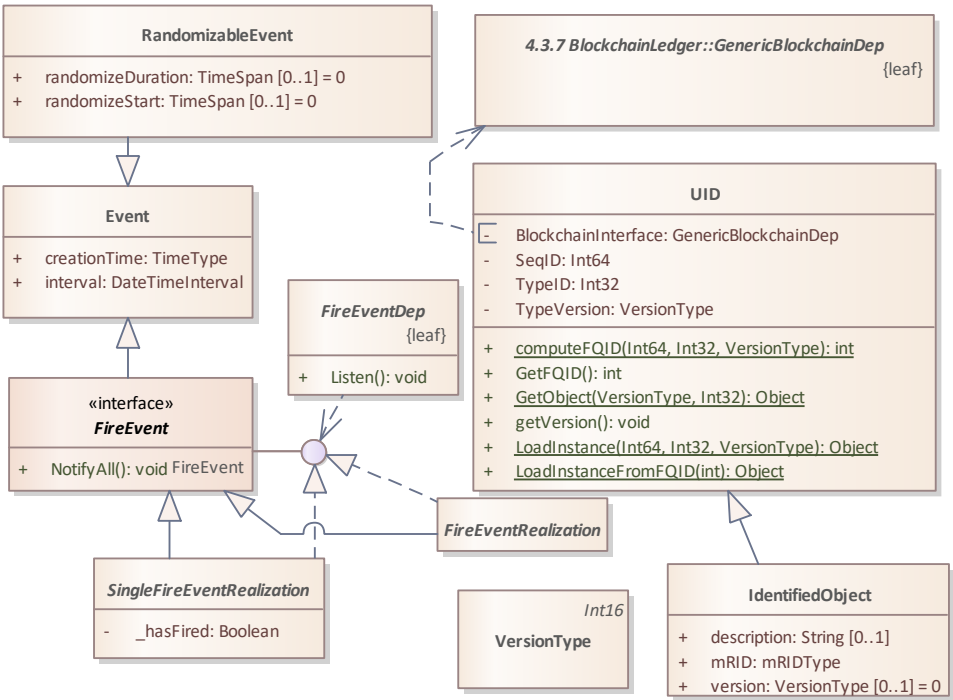 RandomizableEvent
+ randomizeDuration: TimeSpan [0..1] = 0
+ randomizeStart: TimeSpan [0..1] = 0
4.3.7 BlockchainLedger::GenericBlockchainDep
{leaf}
Event
+ creationTime: TimeType
+ interval: DateTimeInterval
UID
- BlockchainInterface: GenericBlockchainDep
- SeqID: Int64
- TypeID: Int32
- TypeVersion: VersionType
+ computeFQID(Int64, Int32, VersionType): int
+ GetFQID(): int
+ GetObject(VersionType, Int32): Object
+ getVersion(): void
+ LoadInstance(Int64, Int32, VersionType): Object
+ LoadInstanceFromFQID(int): Object
FireEventDep
{leaf}
+ Listen(): void
«interface»
FireEvent
+ NotifyAll(): void FireEvent
FireEventRealization
SingleFireEventRealization
- _hasFired: Boolean
Int16
VersionType
IdentifiedObject
+ description: String [0..1]
+ mRID: mRIDType
+ version: VersionType [0..1] = 0